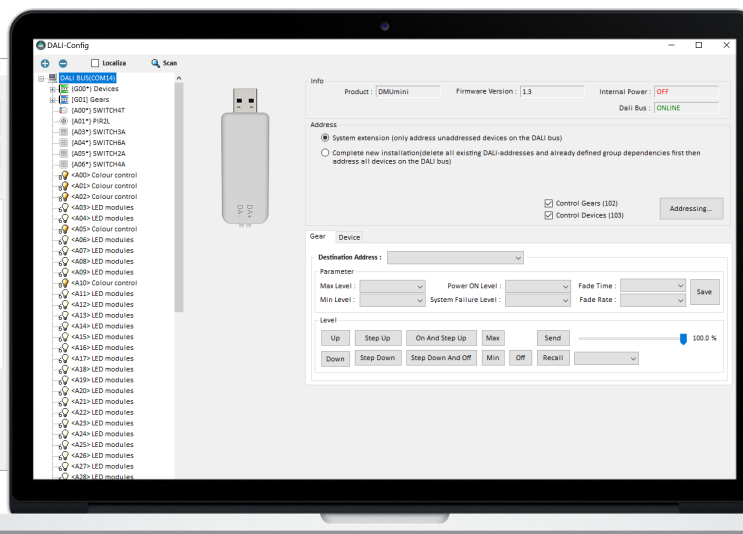 DALI-Config
Localiza
Scan
DALI BUS(COM14)
(G00*) Devices
[G01] Gears
(A00*) SWITCH4T
(A01*) PIR2L
(A03*) SWITCH3A
(A04*) SWITCH6A
(A05*) SWITCH2A
(A06*) SWITCH4A
<A00> Colour control
<A01> Colour control
<A02> Colour control
<A03> LED modules
<A04> LED modules
<A05> Colour control
<A06> LED modules
<A07> LED modules
<A08> LED modules
<A09> LED modules
<A10> Colour control
<A11> LED modules
<A12> LED modules
<A13> LED modules
<A14> LED modules
<A15> LED modules
<A16> LED modules
<A17> LED modules
<A18> LED modules
<A19> LED modules
<A20> LED modules
<A21> LED modules
<A22> LED modules
<A23> LED modules
<A24> LED modules
<A25> LED modules
<A26> LED modules
<A27> LED modules
<A28> LED modules
DA+
DA-
Info
Product : DMUmini Firmware Version : 1.3 Internal Power : OFF
Dali Bus : ONLINE
Address
System extension (only address unaddressed devices on the DALI bus)
Complete new installation(delete all existing DALI-addresses and already defined group dependencies first then
address all devices on the DALI bus)
Control Gears (102)
Control Devices (103)
Addressing...
Gear Device
Destination Address :
Parameter
Max Level : Power ON Level : Fade Time :
Min Level : System Failure Level : Fade Rate :
Save
Level
Up Step Up On And Step Up Max Send 100.0 %
Down Step Down Step Down And Off Min Off Recall